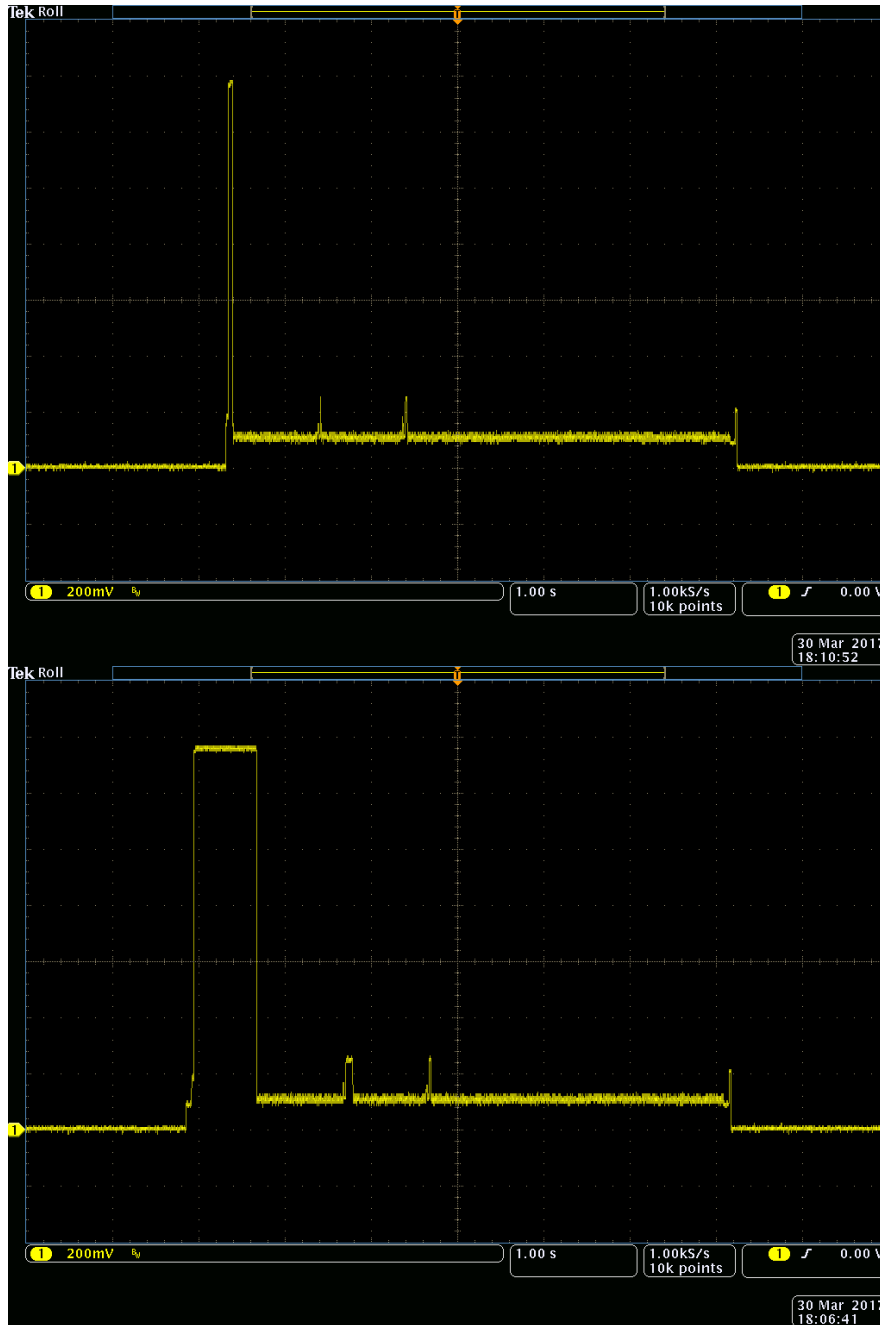 Tek Roll
T
1
1 200mV BW 1.00 s 1.00kS/s 1 0.00 V
10k points
30 Mar 2017
18:10:52
Tek Roll
T
1
1 200mV BW 1.00 s 1.00kS/s 1 0.00 V
10k points
30 Mar 2017
18:06:41